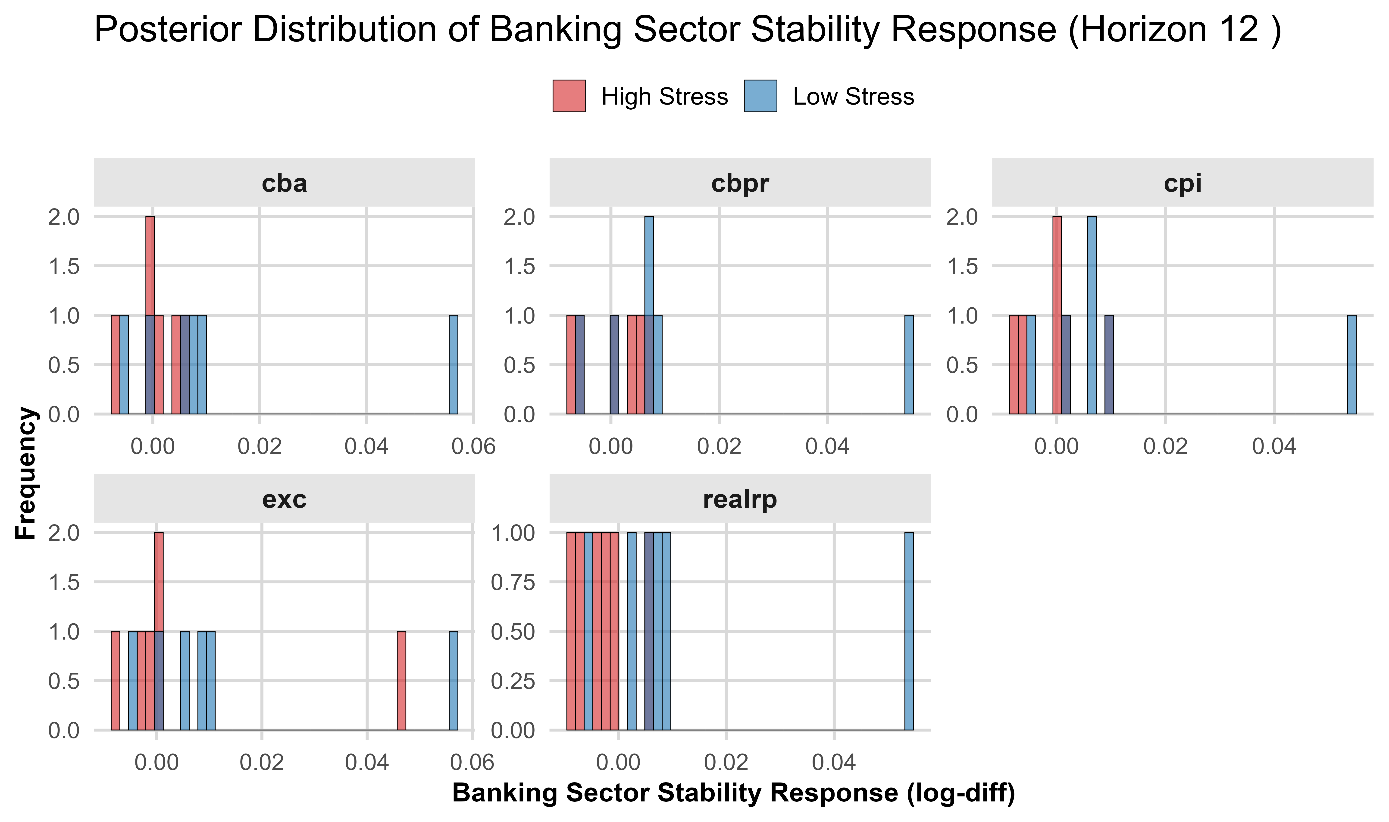 Posterior Distribution of Banking Sector Stability Response (Horizon 12 )
High Stress Low Stress
cba cbpr cpi
2.0 2.0 2.0
1.5 1.5 1.5
1.0 1.0 1.0
0.5 0.5 0.5
0.0 0.0 0.0
0.00 0.02 0.04 0.06 0.00 0.02 0.04 0.00 0.02 0.04
Frequency
exc realrp
2.0 1.00
1.5 0.75
1.0 0.50
0.5 0.25
0.0 0.00
0.00 0.02 0.04 0.06 0.00 0.02 0.04
Banking Sector Stability Response (log-diff)